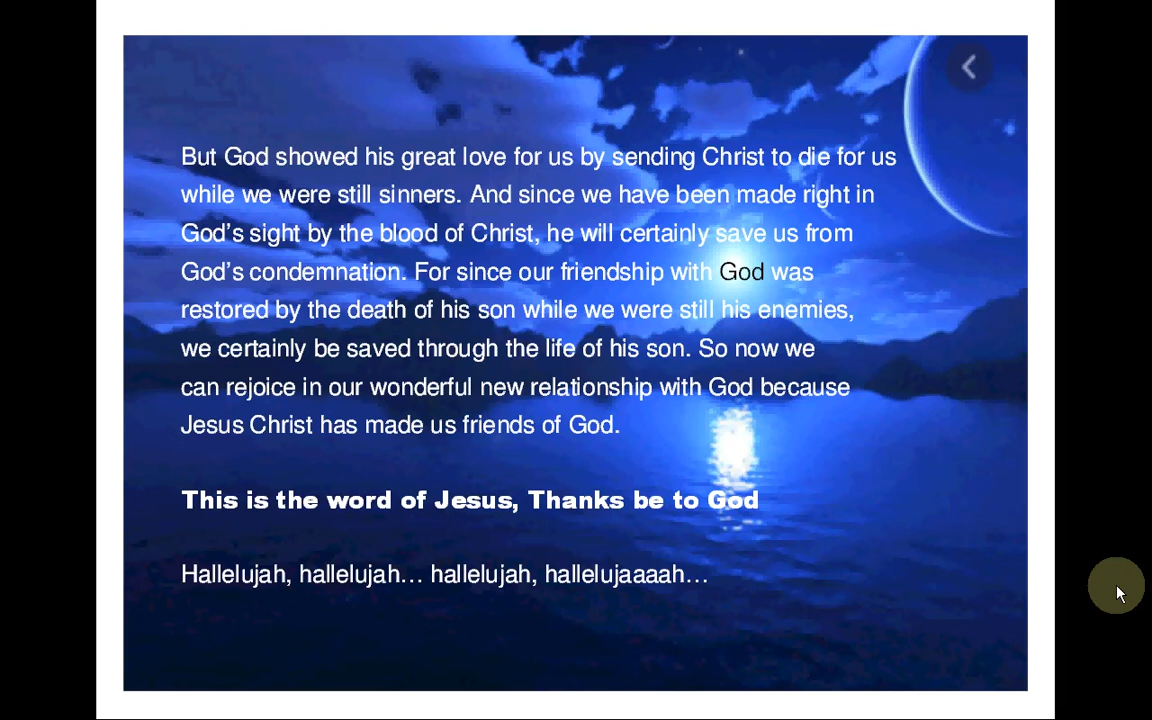 But God showed his great love for us by sending Christ to die for us
while we were still sinners. And since we have been made right in
God’s sight by the blood of Christ, he will certainly save us from
God’s condemnation. For since our friendship with God was
restored by the death of his son while we were still his enemies,
we certainly be saved through the life of his son. So now we
can rejoice in our wonderful new relationship with God because
Jesus Christ has made us friends of God.
This is the word of Jesus, Thanks be to God
Hallelujah, hallelujah… hallelujah, hallelujaaaah…